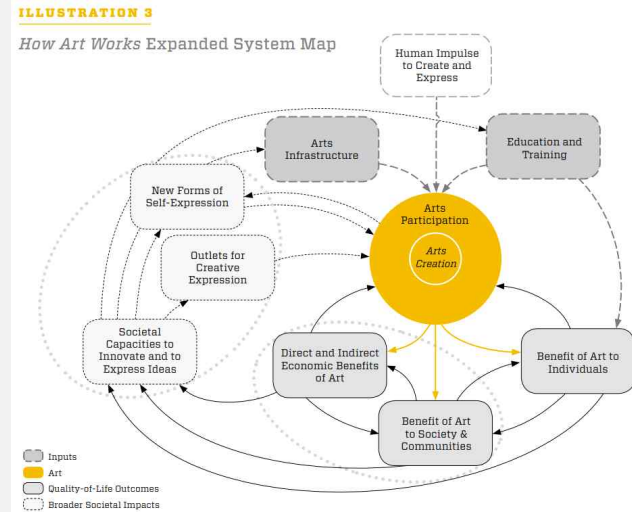 ILLUSTRATION 3
How Art Works Expanded System Map
Human Impulse
to Create and
Express
Arts
Infrastructure
Education and
Training
New Forms of
Self-Expression
Arts
Participation
Arts
Creation
Outlets for
Creative
Expression
Societal
Capacities to
Innovate and to
Express Ideas
Direct and Indirect
Economic Benefits
of Art
Benefit of Art to
Individuals
Benefit of Art
to Society &
Communities
Inputs
Art
Quality-of-Life Outcomes
Broader Societal Impacts